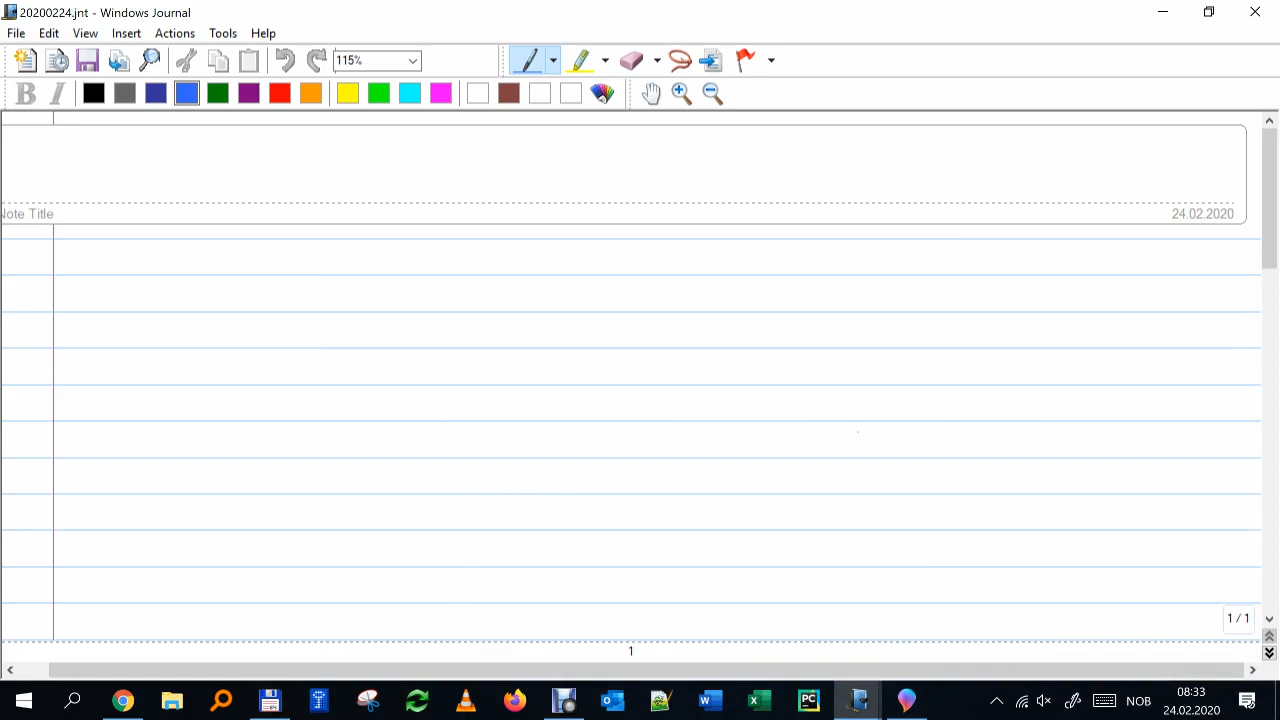 20200224.jnt - Windows Journal
File Edit View Insert Actions Tools Help
115%
B I
Note Title
24.02.2020
1 / 1
1
NOB
08:33
24.02.2020